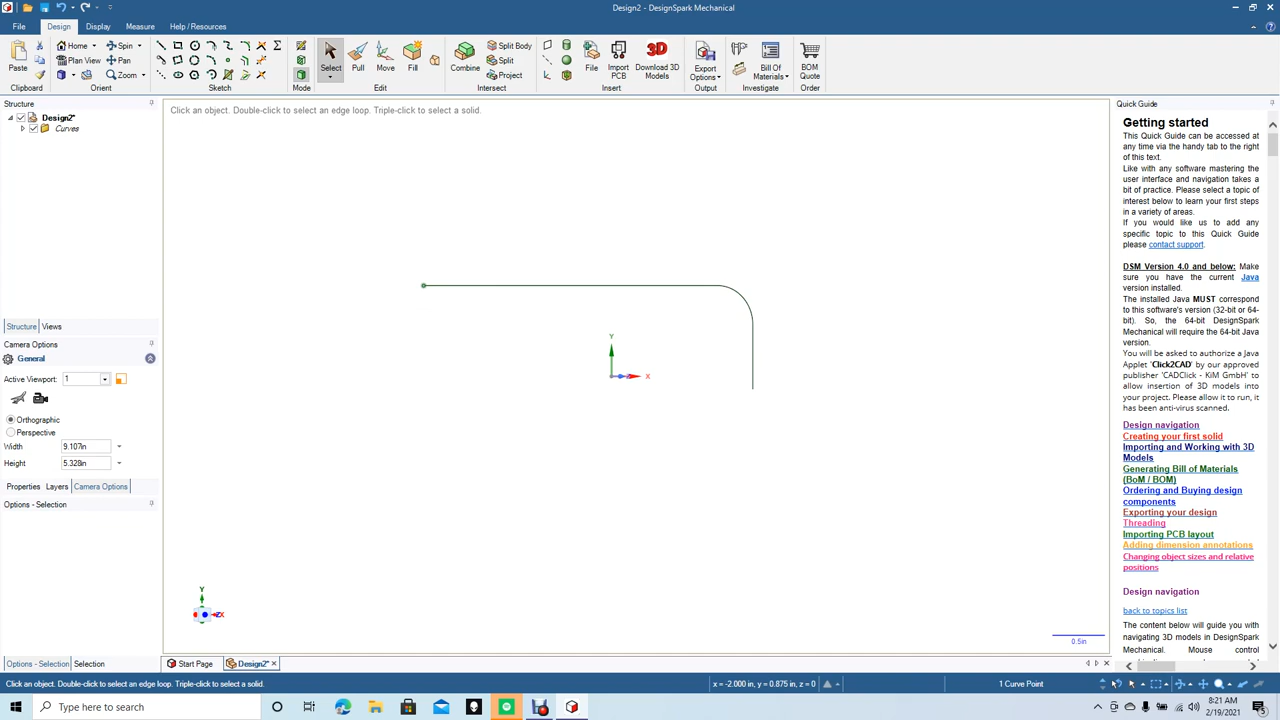 Design2 - DesignSpark Mechanical
File Design Display Measure Help / Resources
Paste
Clipboard
Home
Plan View
Spin
Pan
Zoom
Orient
Sketch
Mode
Select
Pull
Move
Fill
Edit
Combine
Split Body
Split
Project
Intersect
File
Import
PCB
Download 3D
Models
Insert
Export
Options
Output
Bill Of
Materials
Investigate
BOM
Quote
Order
Structure
Design2*
Curves
Structure Views
Camera Options
General
Active Viewport: 1
Orthographic
Perspective
Width 9.107in
Height 5.328in
Properties Layers Camera Options
Options - Selection
Options - Selection Selection
Click an object. Double-click to select an edge loop. Triple-click to select a solid.
Y
X
Y
ZX
0.5in
Start Page Design2*
Quick Guide
Getting started
This Quick Guide can be accessed at
any time via the handy tab to the right
of this text.
Like with any software mastering the
user interface and navigation takes a
bit of practice. Please select a topic of
interest below to learn your first steps
in a variety of areas.
If you would like us to add any
specific topic to this Quick Guide
please contact support.
DSM Version 4.0 and below: Make
sure you have the current Java
version installed.
The installed Java MUST correspond
to this software's version (32-bit or 64-
bit). So, the 64-bit DesignSpark
Mechanical will require the 64-bit Java
version.
You will be asked to authorize a Java
Applet 'Click2CAD' by our approved
publisher 'CADClick - KiM GmbH' to
allow insertion of 3D models into
your project. Please allow it to run, it
has been anti-virus scanned.
Design navigation
Creating your first solid
Importing and Working with 3D
Models
Generating Bill of Materials
(BoM / BOM)
Ordering and Buying design
components
Exporting your design
Threading
Importing PCB layout
Adding dimension annotations
Changing object sizes and relative
positions
Design navigation
back to topics list
The content below will guide you with
navigating 3D models in DesignSpark
Mechanical. Mouse control
Click an object. Double-click to select an edge loop. Triple-click to select a solid.
x = -2.000 in, y = 0.875 in, z = 0
1 Curve Point
Type here to search
8:21 AM
2/19/2021